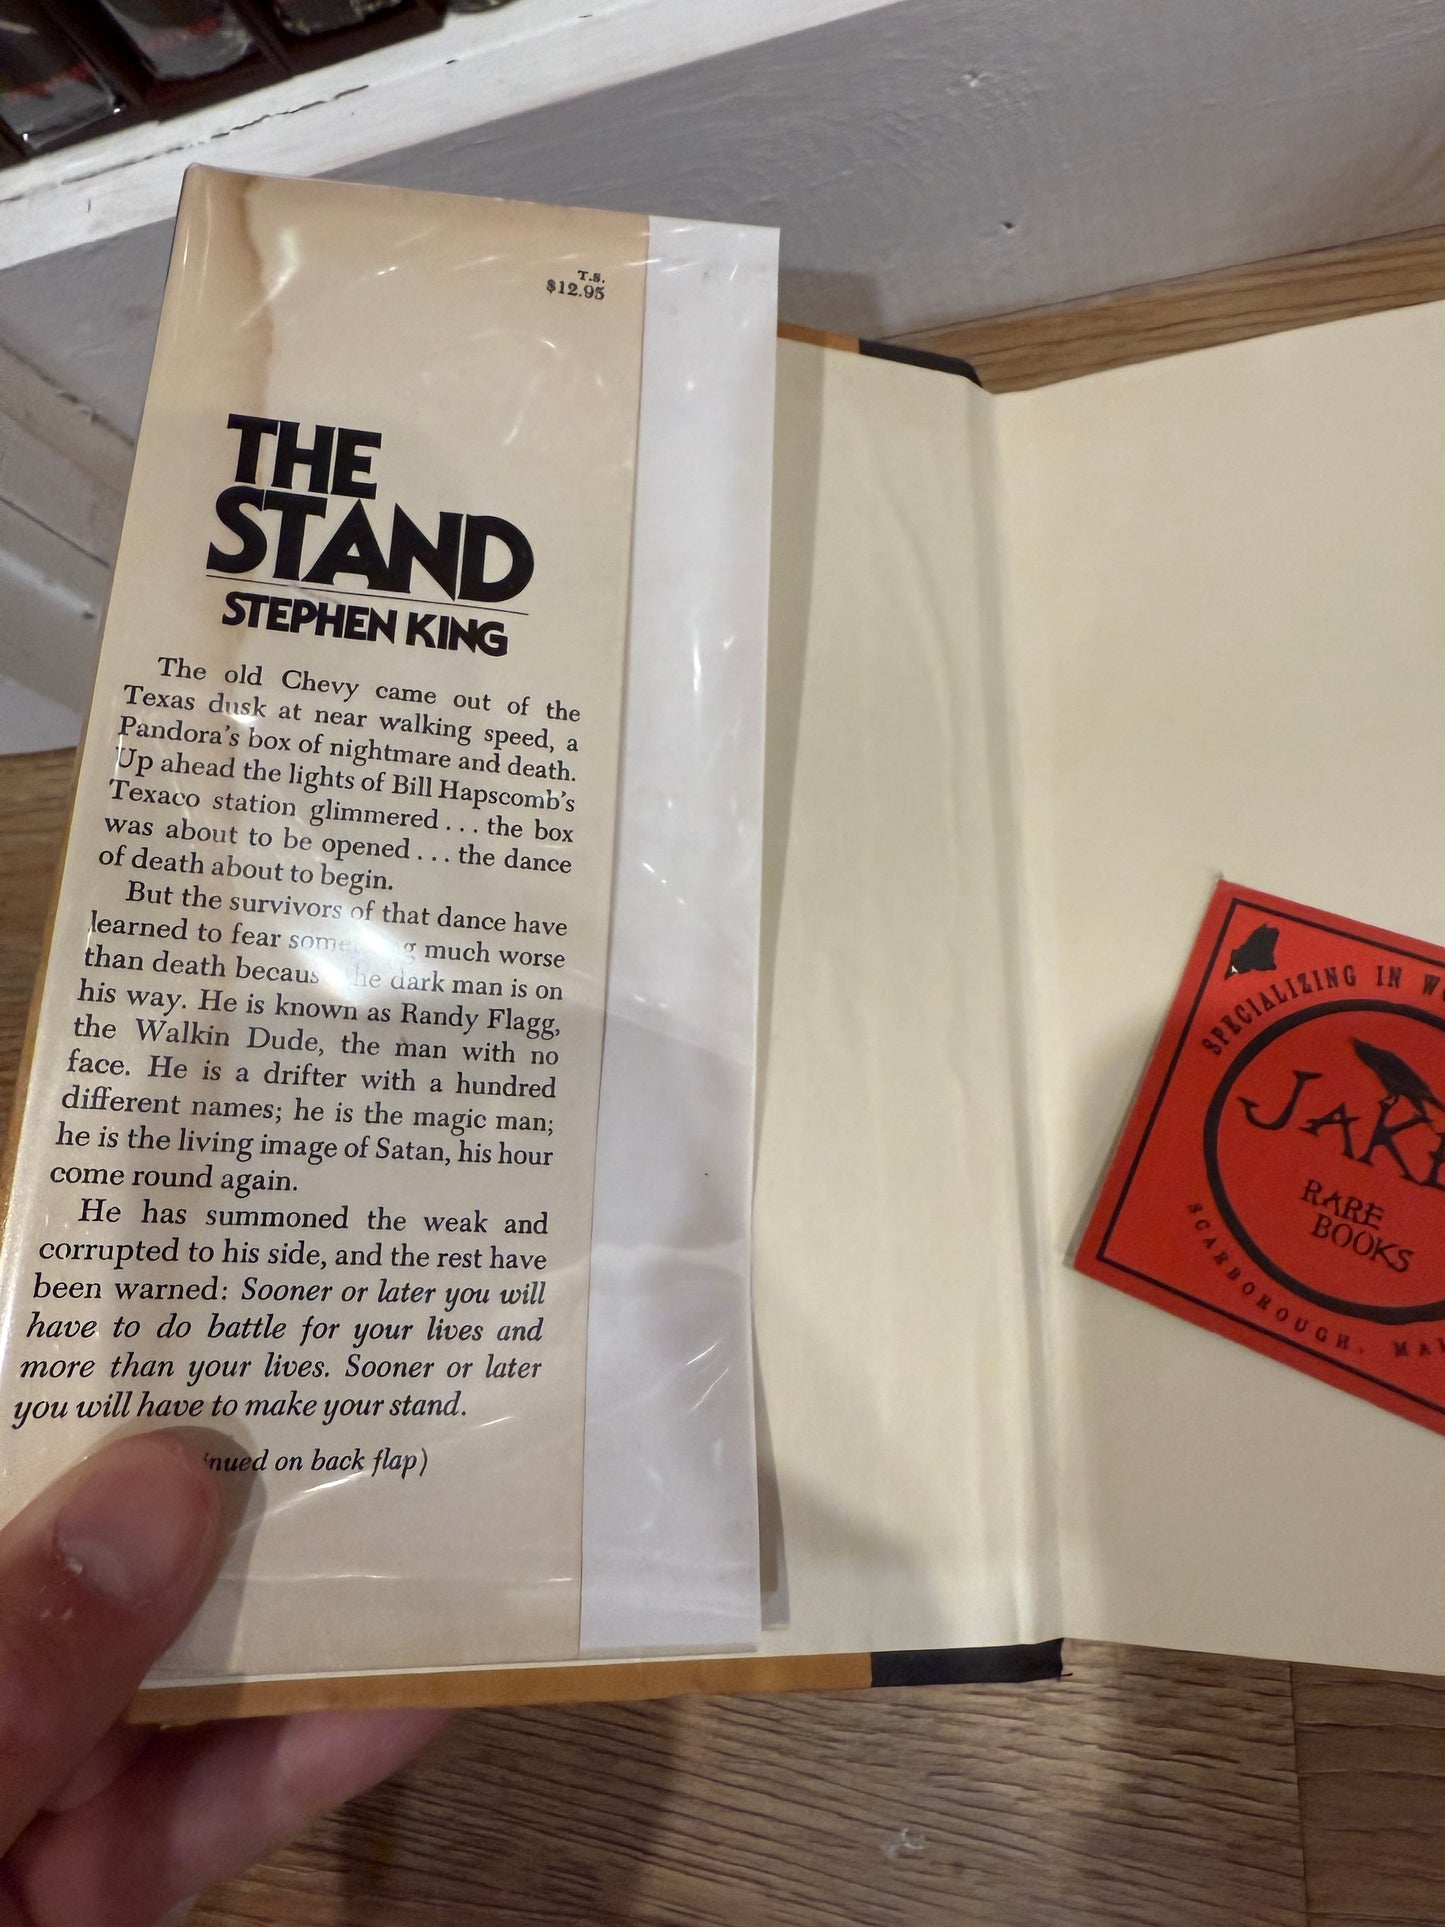 T.S.
$12.95
THE
STAND
STEPHEN KING
The old Chevy came out of the
Texas dusk at near walking speed, a
Pandora's box of nightmare and death.
Up ahead the lights of Bill Hapscomb's
Texaco station glimmered . . . the box
was about to be opened . . . the dance
of death about to begin.
But the survivors of that dance have
learned to fear much worse
than death dark man is on
his way. He is known as Randy Flagg,
the Walkin Dude, the man with no
face. He is a drifter with a hundred
different names; he is the magic man;
he is the living image of Satan, his hour
come round again.
He has summoned the weak and
corrupted to his side, and the rest have
been warned: Sooner or later you will
have to do battle for your lives and
more than your lives. Sooner or later
you will have to make your stand.
on back flap)
SPECIALIZING IN
RARE
BOOKS
SCARBOROUGH,